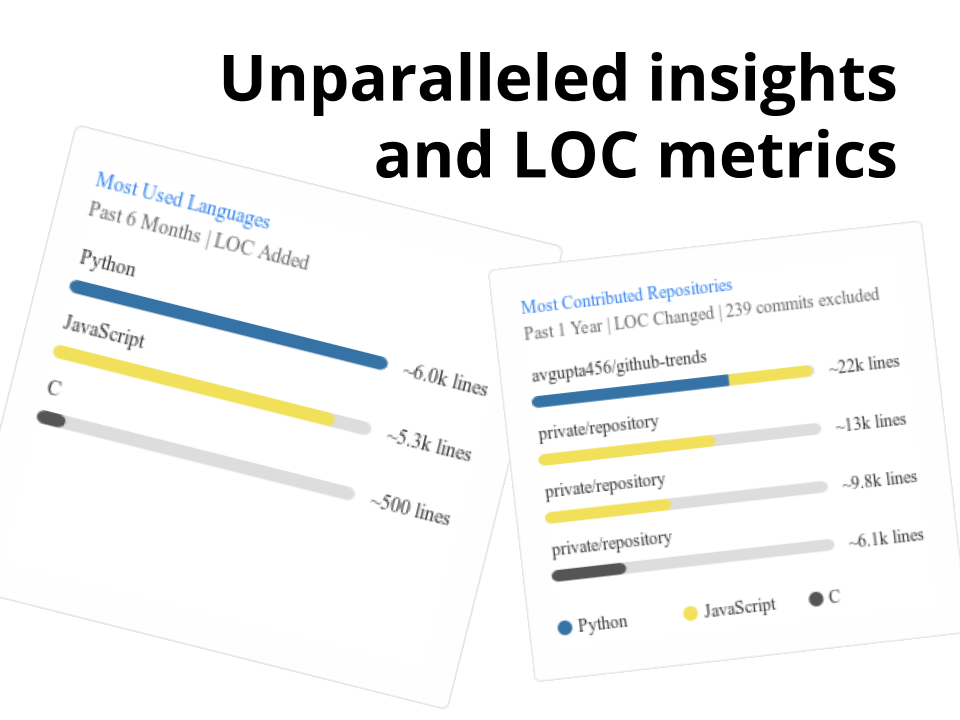 Unparalleled insights
and LOC metrics
Most Used Languages
Past 6 Months | LOC Added
Python
~6.0k lines
JavaScript
~5.3k lines
C
~500 lines
Most Contributed Repositories
Past 1 Year | LOC Changed | 239 commits excluded
avgupta456/github-trends
~22k lines
private/repository
~13k lines
private/repository
~9.8k lines
private/repository
~6.1k lines
Python JavaScript C